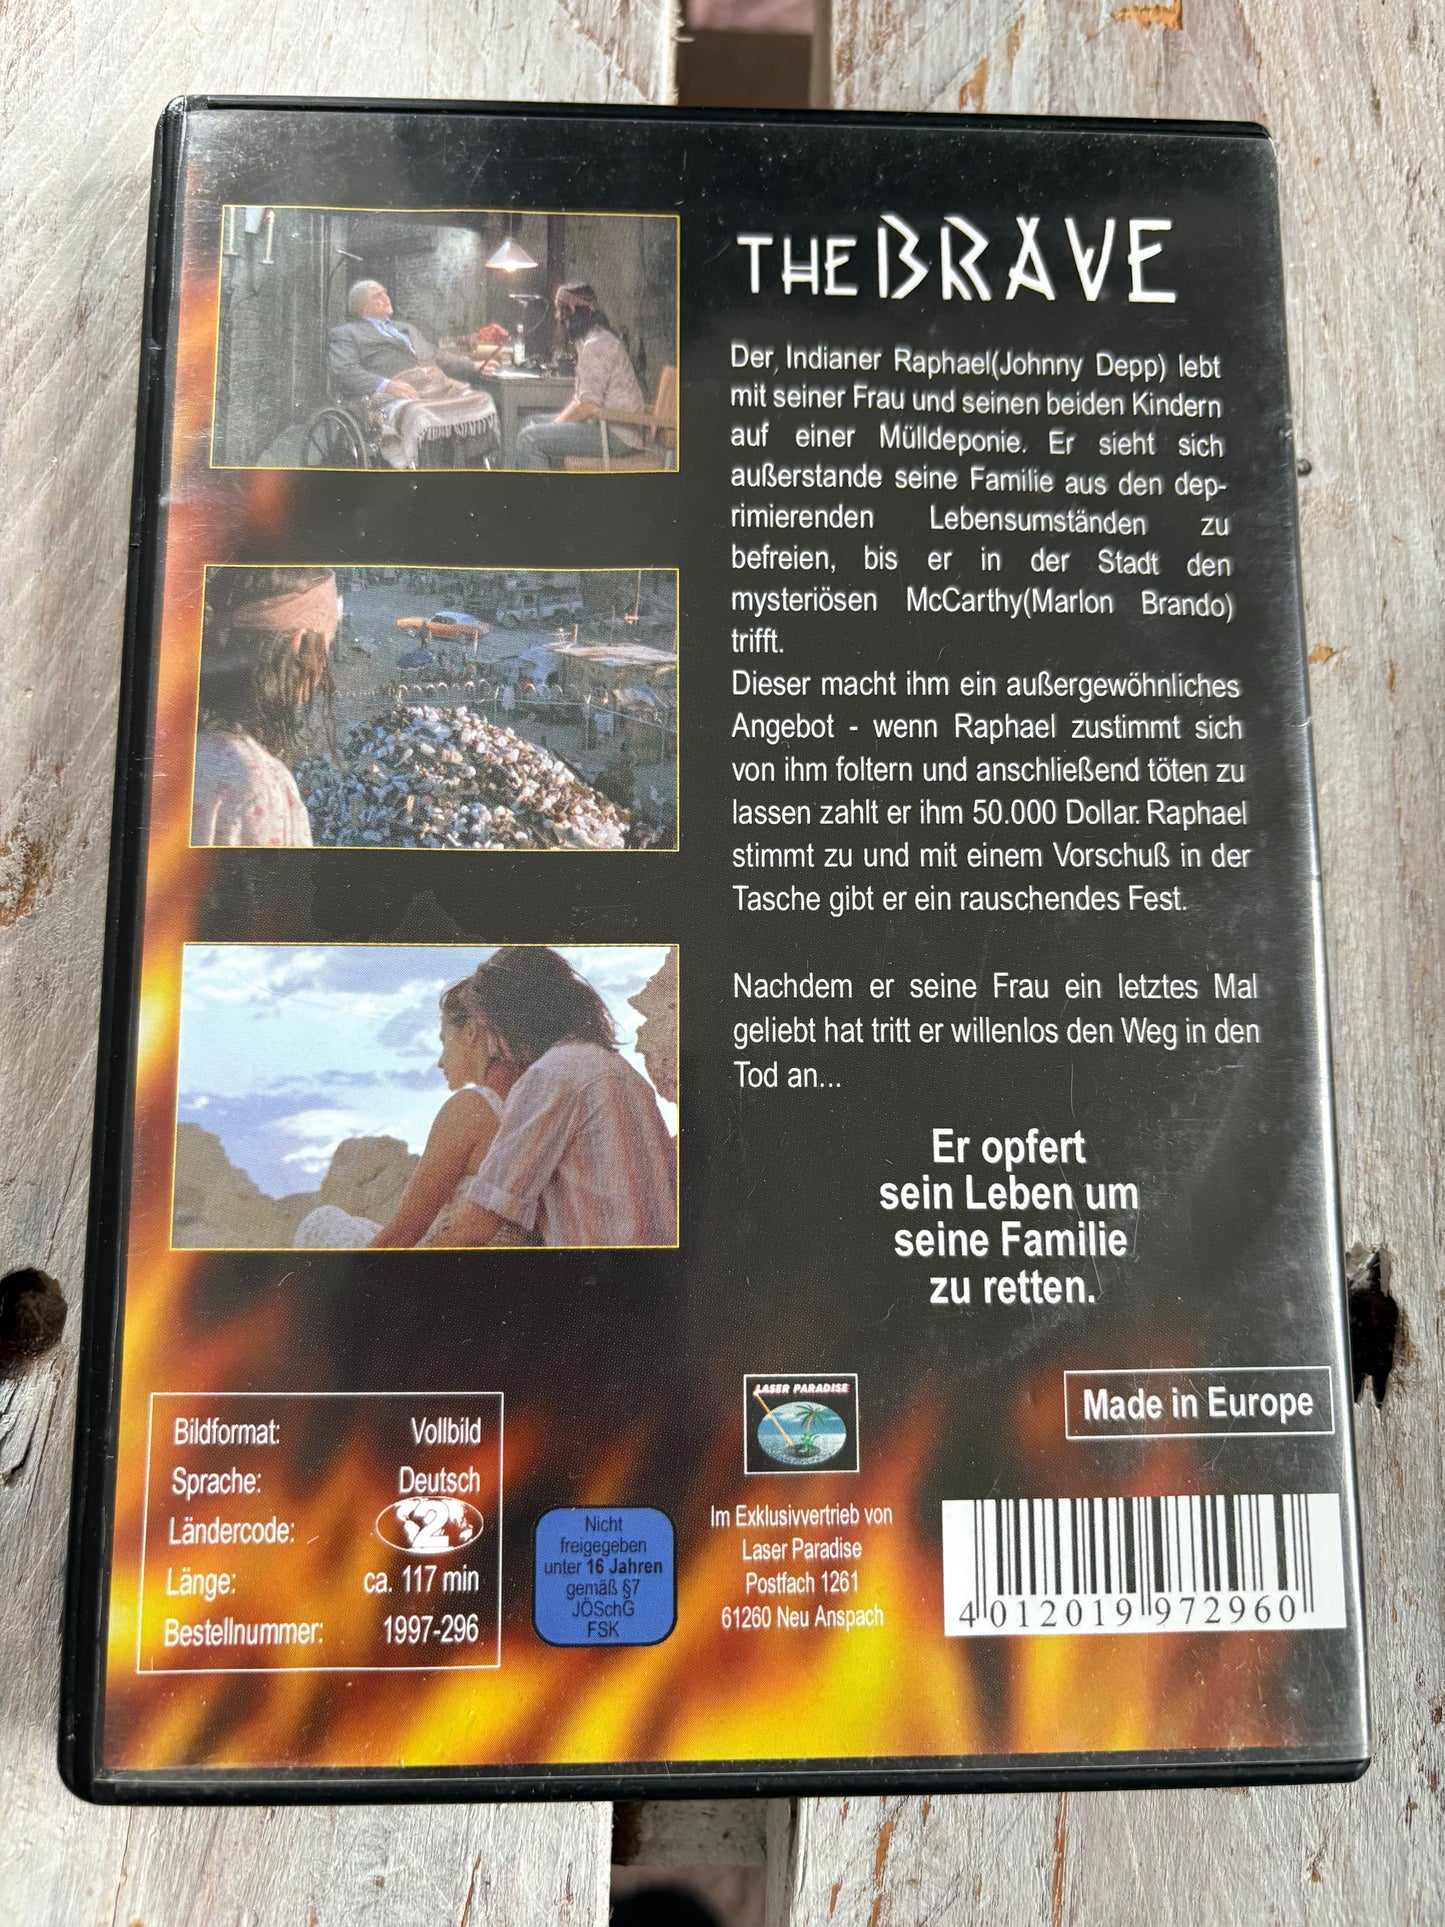 THE BRAVE
Der Indianer Raphael(Johnny Depp) lebt
mit seiner Frau und seinen beiden Kindern
auf einer Mülldeponie. Er sieht sich
außerstande seine Familie aus den dep-
rimierenden Lebensumständen zu
befreien, bis er in der Stadt den
mysteriösen McCarthy(Marlon Brando)
trifft.
Dieser macht ihm ein außergewöhnliches
Angebot - wenn Raphael zustimmt sich
von ihm foltern und anschließend töten zu
lassen zahlt er ihm 50.000 Dollar. Raphael
stimmt zu und mit einem Vorschuß in der
Tasche gibt er ein rauschendes Fest.
Nachdem er seine Frau ein letztes Mal
geliebt hat tritt er willenlos den Weg in den
Tod an...
Er opfert
sein Leben um
seine Familie
zu retten.
Bildformat: Vollbild
Sprache: Deutsch
Ländercode: 2
Länge: ca. 117 min
Bestellnummer: 1997-296
Nicht
freigegeben
unter 16 Jahren
gemäß §7
JÖSchG
FSK
LASER PARADISE
Im Exklusivvertrieb von
Laser Paradise
Postfach 1261
61260 Neu Anspach
Made in Europe
4 012019 972960